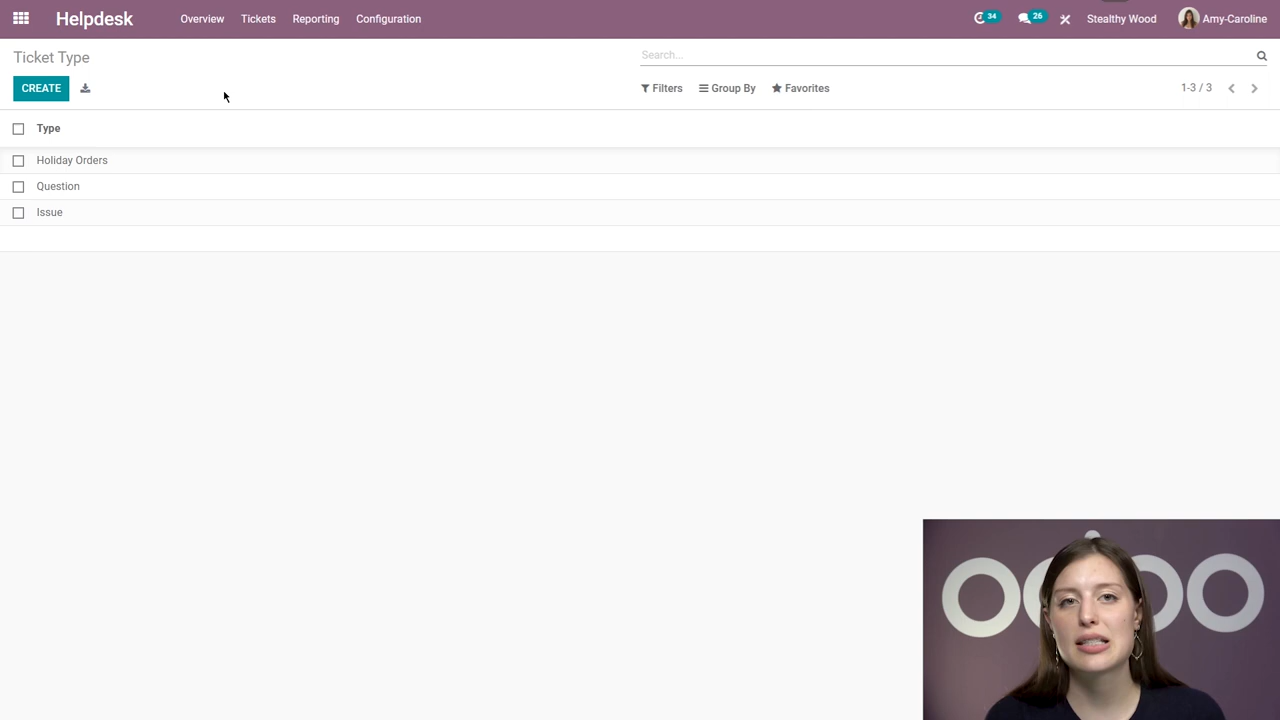 Helpdesk Overview Tickets Reporting Configuration 34 26 Stealthy Wood Amy-Caroline
Ticket Type
Search...
CREATE Filters Group By Favorites 1-3 / 3
Type
Holiday Orders
Question
Issue
odoo